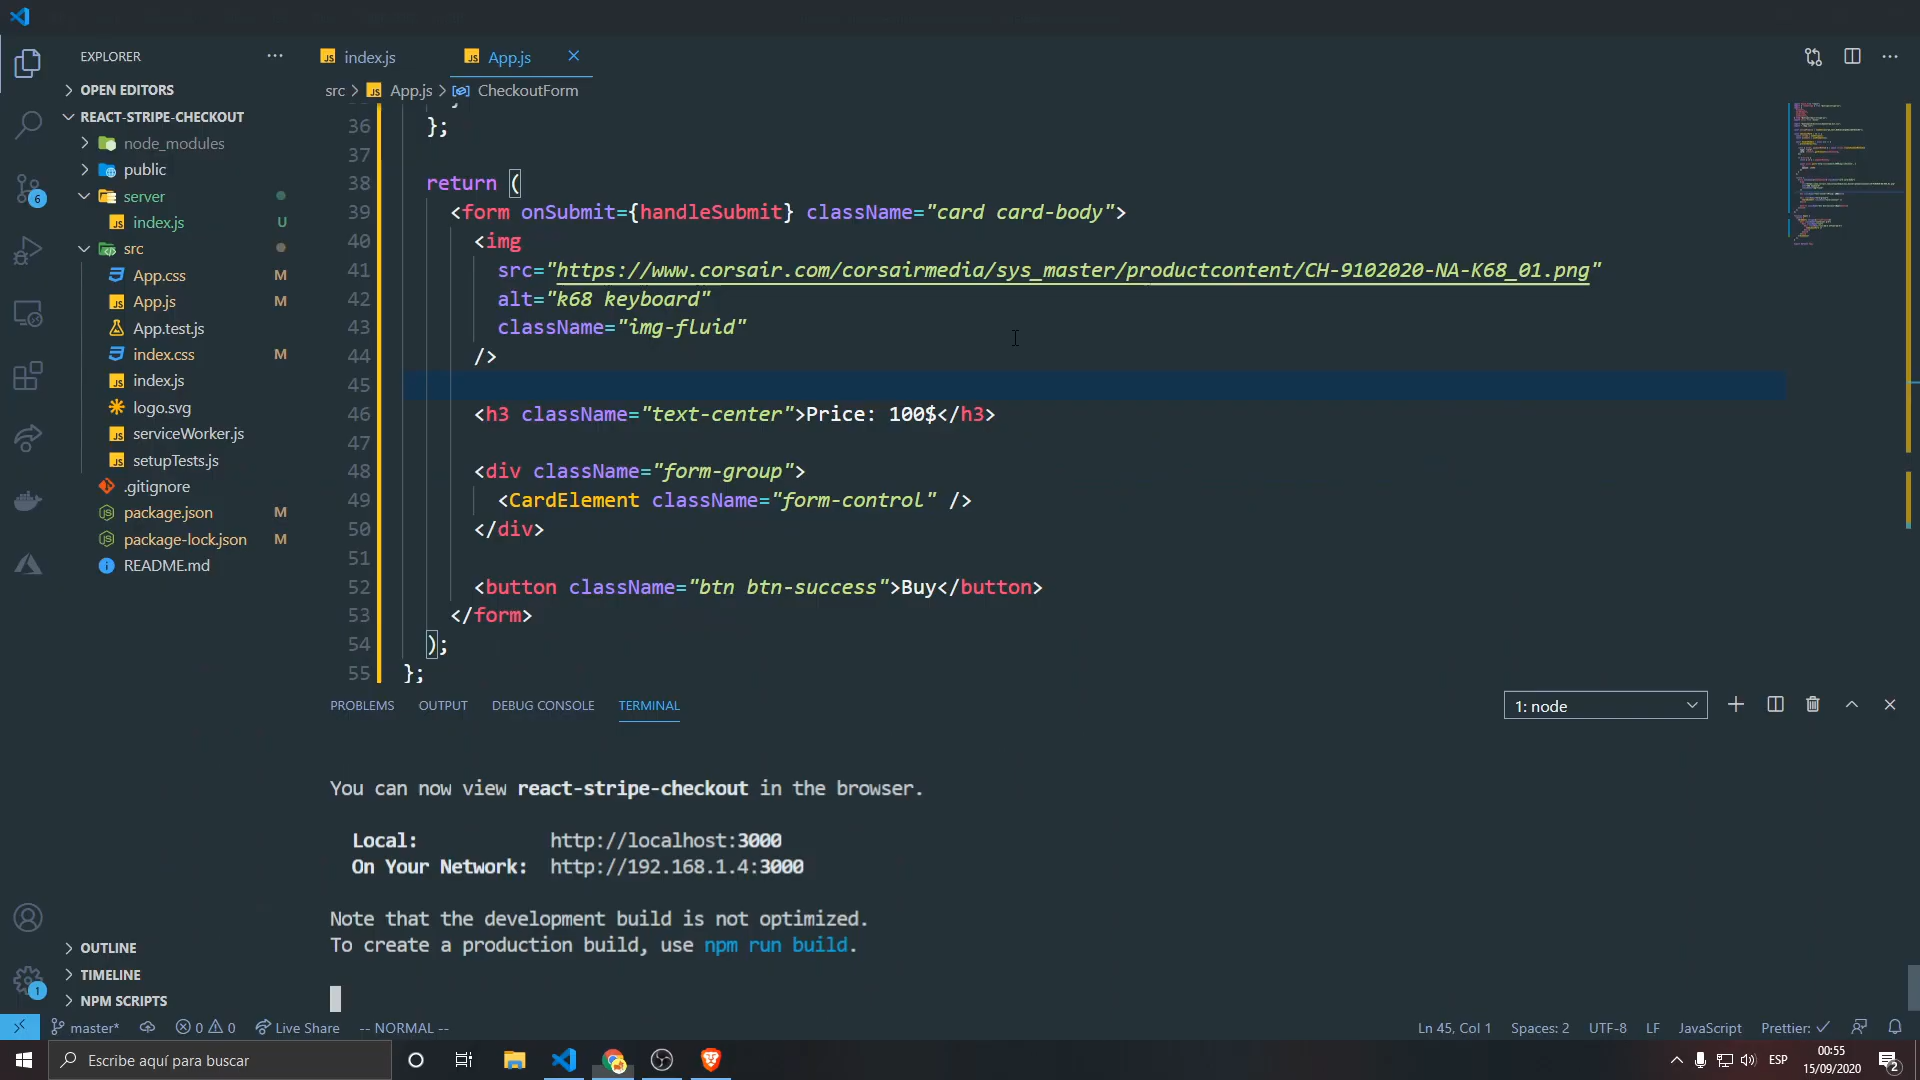 EXPLORER
OPEN EDITORS
REACT-STRIPE-CHECKOUT
node_modules
public
server
index.js U
src
App.css M
App.js M
App.test.js
index.css M
index.js
logo.svg
serviceWorker.js
setupTests.js
.gitignore
package.json M
package-lock.json M
README.md
OUTLINE
TIMELINE
NPM SCRIPTS
6
1
JS index.js
JS App.js
src > JS App.js > CheckoutForm
36 };
37
38 return (
39 <form onSubmit={handleSubmit} className="card card-body">
40 <img
41 src="https://www.corsair.com/corsairmedia/sys_master/productcontent/CH-9102020-NA-K68_01.png"
42 alt="k68 keyboard"
43 className="img-fluid"
44 />
45
46 <h3 className="text-center">Price: 100$</h3>
47
48 <div className="form-group">
49 <CardElement className="form-control" />
50 </div>
51
52 <button className="btn btn-success">Buy</button>
53 </form>
54 );
55 };
PROBLEMS OUTPUT DEBUG CONSOLE TERMINAL
1: node
You can now view react-stripe-checkout in the browser.
Local: http://localhost:3000
On Your Network: http://192.168.1.4:3000
Note that the development build is not optimized.
To create a production build, use npm run build.
master* 0 0 Live Share -- NORMAL --
Ln 45, Col 1 Spaces: 2 UTF-8 LF JavaScript Prettier: ✓
Escribe aquí para buscar
ESP
00:55
15/09/2020
2